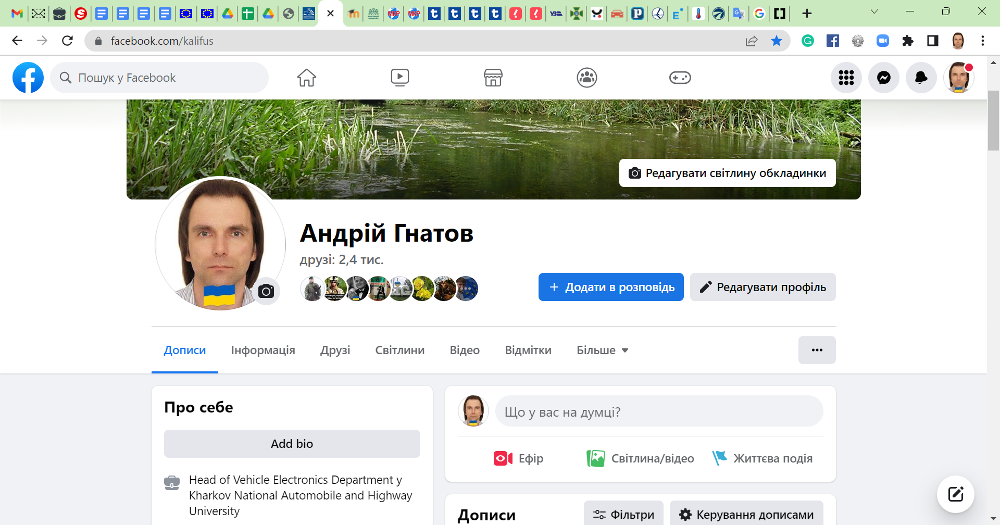 facebook.com/kalifus
Пошук у Facebook
Редагувати світлину обкладинки
Андрій Гнатов
друзі: 2,4 тис.
+ Додати в розповідь
Редагувати профіль
Дописи
Інформація
Друзі
Світлини
Відео
Відмітки
Більше
Про себе
Add bio
Head of Vehicle Electronics Department у
Kharkov National Automobile and Highway
University
Що у вас на думці?
Ефір
Світлина/відео
Життєва подія
Дописи
Фільтри
Керування дописами